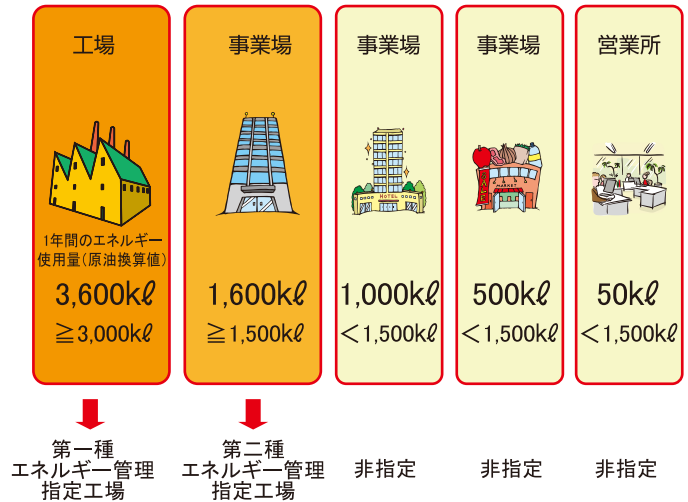 工場
1年間のエネルギー
使用量(原油換算値)
3,600kℓ
≧3,000kℓ
第一種
エネルギー管理
指定工場
事業場
1,600kℓ
≧1,500kℓ
第二種
エネルギー管理
指定工場
事業場
HOTEL
1,000kℓ
<1,500kℓ
非指定
事業場
SALE
MARKET
500kℓ
<1,500kℓ
非指定
営業所
50kℓ
<1,500kℓ
非指定